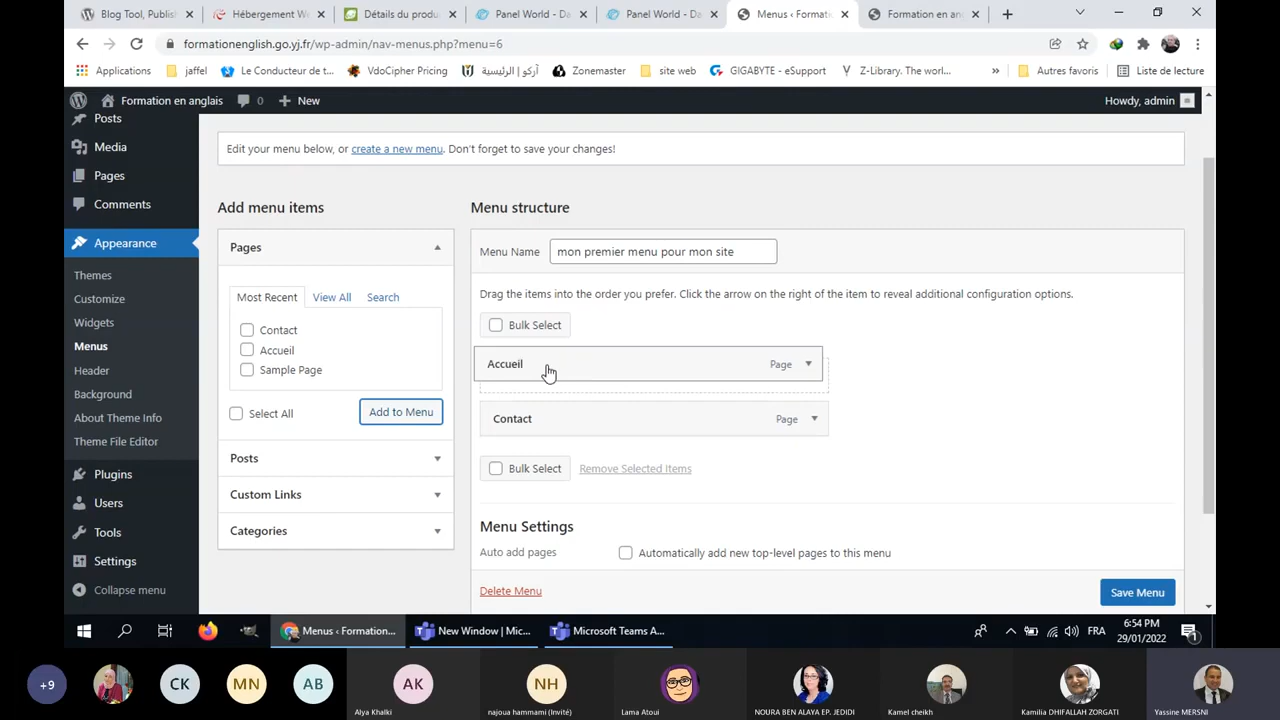 Blog Tool, Publish
Hébergement We
Détails du produ
Panel World - Da
Panel World - Da
Menus ‹ Formati
Formation en ang
formationenglish.go.yj.fr/wp-admin/nav-menus.php?menu=6
Applications
jaffel
Le Conducteur de t...
VdoCipher Pricing
آركو | الرئيسية
Zonemaster
site web
GIGABYTE - eSupport
Z-Library. The worl...
»
Autres favoris
Liste de lecture
Formation en anglais
0
New
Howdy, admin
Posts
Media
Pages
Comments
Appearance
Themes
Customize
Widgets
Menus
Header
Background
About Theme Info
Theme File Editor
Plugins
Users
Tools
Settings
Collapse menu
Edit your menu below, or create a new menu. Don't forget to save your changes!
Add menu items
Pages
Most Recent
View All
Search
Contact
Accueil
Sample Page
Select All
Add to Menu
Posts
Custom Links
Categories
Menu structure
Menu Name
mon premier menu pour mon site
Drag the items into the order you prefer. Click the arrow on the right of the item to reveal additional configuration options.
Bulk Select
Accueil
Page
Contact
Page
Bulk Select
Remove Selected Items
Menu Settings
Auto add pages
Automatically add new top-level pages to this menu
Delete Menu
Save Menu
Menus ‹ Formation...
New Window | Mic...
Microsoft Teams A...
FRA
6:54 PM
29/01/2022
1
+9
CK
MN
AB
AK
Alya Khalki
NH
najoua hammami (Invité)
Lama Atoui
NOURA BEN ALAYA EP. JEDIDI
Kamel cheikh
Kamilia DHIFALLAH ZORGATI
Yassine MERSNI